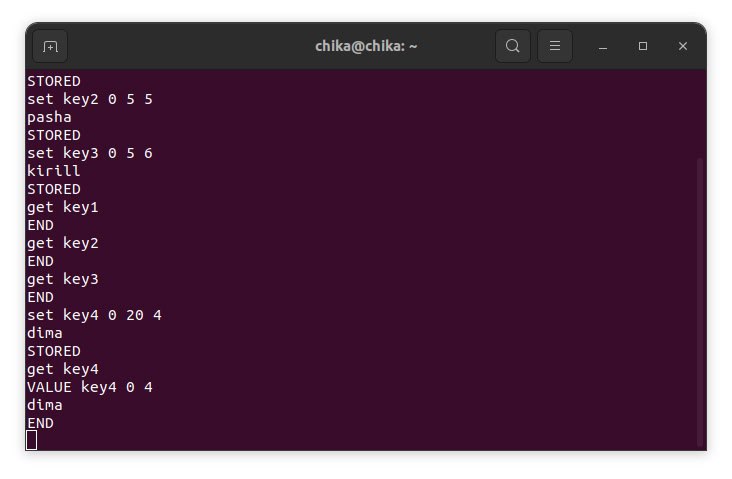 chika@chika: ~
STORED
set key2 0 5 5
pasha
STORED
set key3 0 5 6
kirill
STORED
get key1
END
get key2
END
get key3
END
set key4 0 20 4
dima
STORED
get key4
VALUE key4 0 4
dima
END